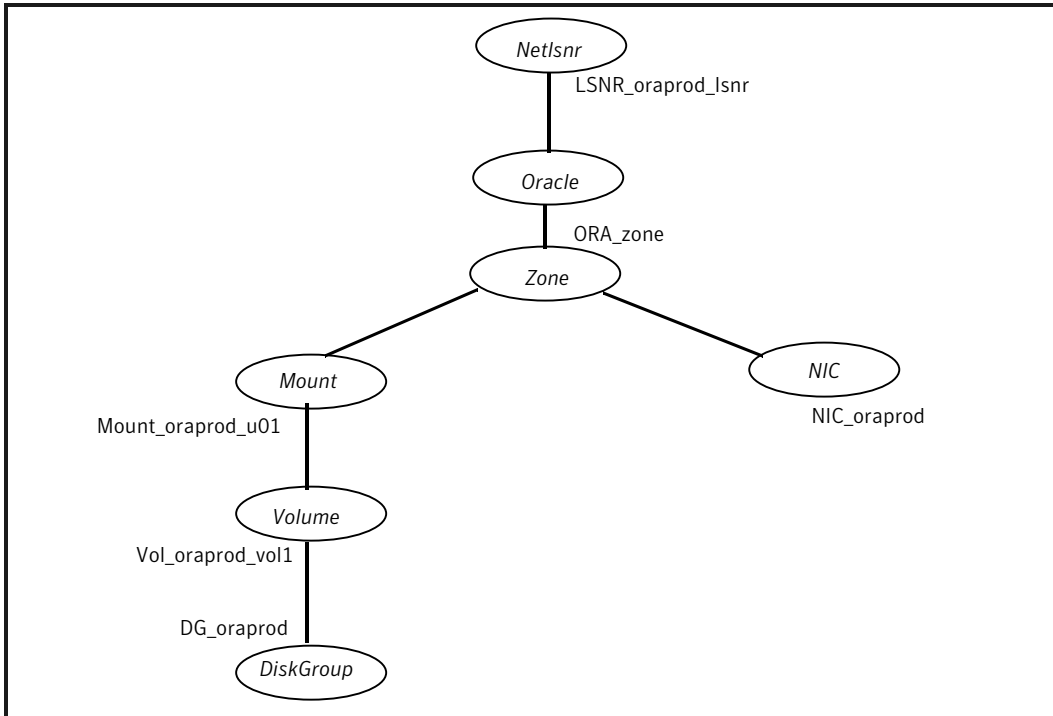 Netlsnr
LSNR_oraprod_lsnr
Oracle
ORA_zone
Zone
Mount
NIC
Mount_oraprod_u01
NIC_oraprod
Volume
Vol_oraprod_vol1
DG_oraprod
DiskGroup